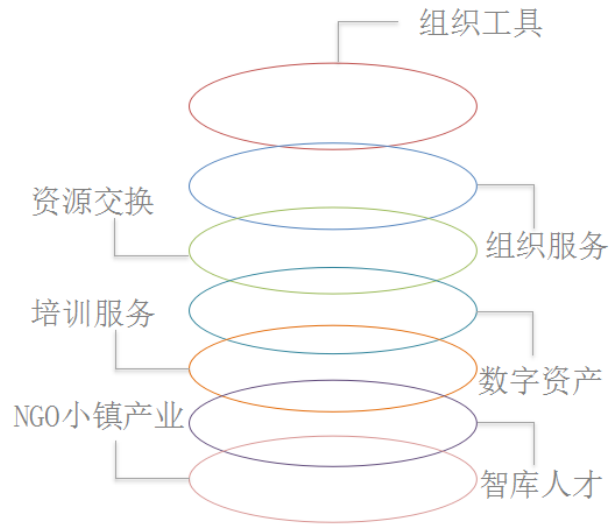 组织工具
资源交换
组织服务
培训服务
数字资产
NGO小镇产业
智库人才